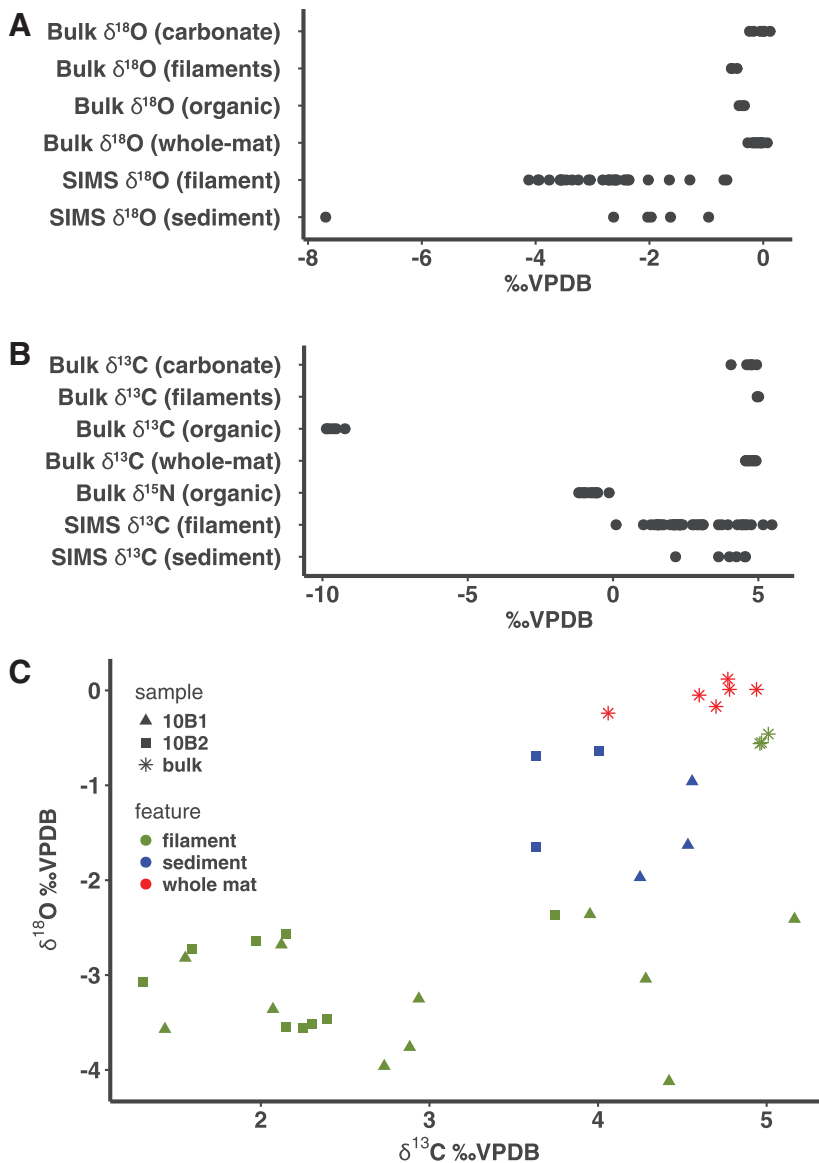 A
Bulk δ¹⁸O (carbonate)
Bulk δ¹⁸O (filaments)
Bulk δ¹⁸O (organic)
Bulk δ¹⁸O (whole-mat)
SIMS δ¹⁸O (filament)
SIMS δ¹⁸O (sediment)
-8 -6 -4 -2 0
‰VPDB
B
Bulk δ¹³C (carbonate)
Bulk δ¹³C (filaments)
Bulk δ¹³C (organic)
Bulk δ¹³C (whole-mat)
Bulk δ¹⁵N (organic)
SIMS δ¹³C (filament)
SIMS δ¹³C (sediment)
-10 -5 0 5
‰VPDB
C
δ¹⁸O ‰VPDB
0
-1
-2
-3
-4
sample
10B1
10B2
bulk
feature
filament
sediment
whole mat
2 3 4 5
δ¹³C ‰VPDB